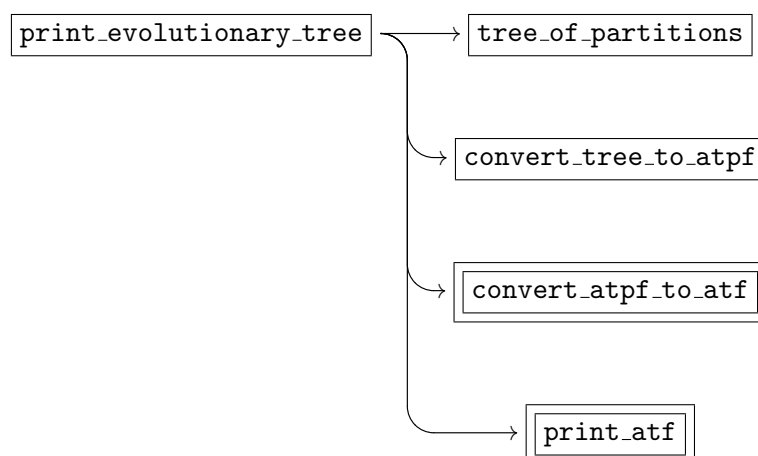 print_evolutionary_tree
tree_of_partitions
convert_tree_to_atpf
convert_atpf_to_atf
print_atf